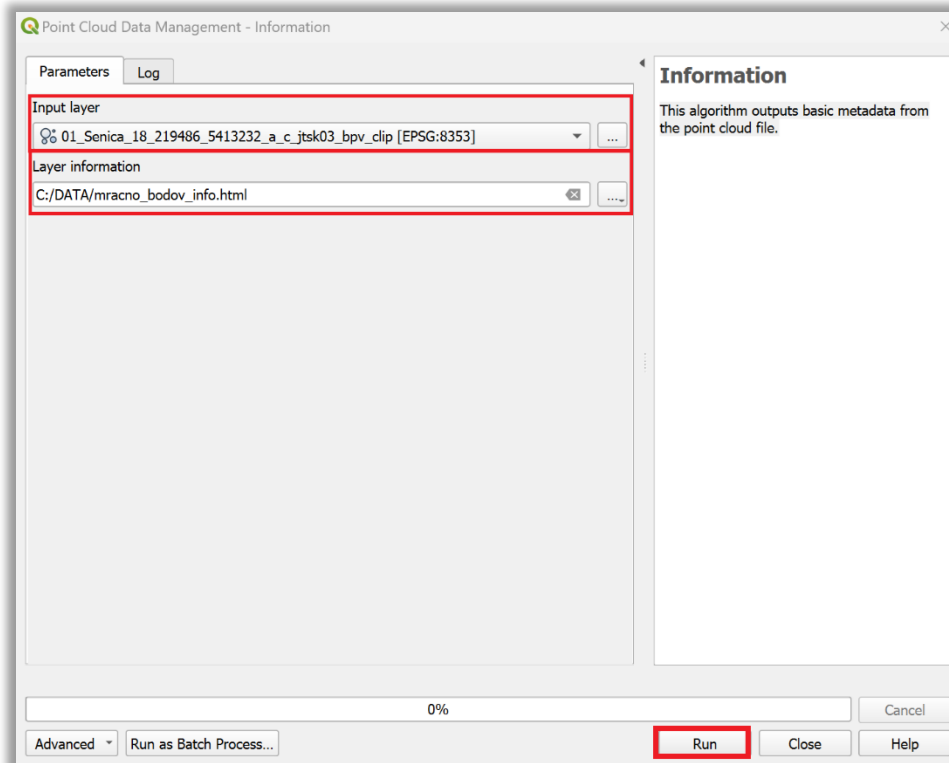 Point Cloud Data Management - Information
Parameters
Log
Input layer
01_Senica_18_219486_5413232_a_c_jtsk03_bpv_clip [EPSG:8353]
...
Layer information
C:/DATA/mracno_bodov_info.html
...
Information
This algorithm outputs basic metadata from
the point cloud file.
0%
Cancel
Advanced
Run as Batch Process...
Run
Close
Help